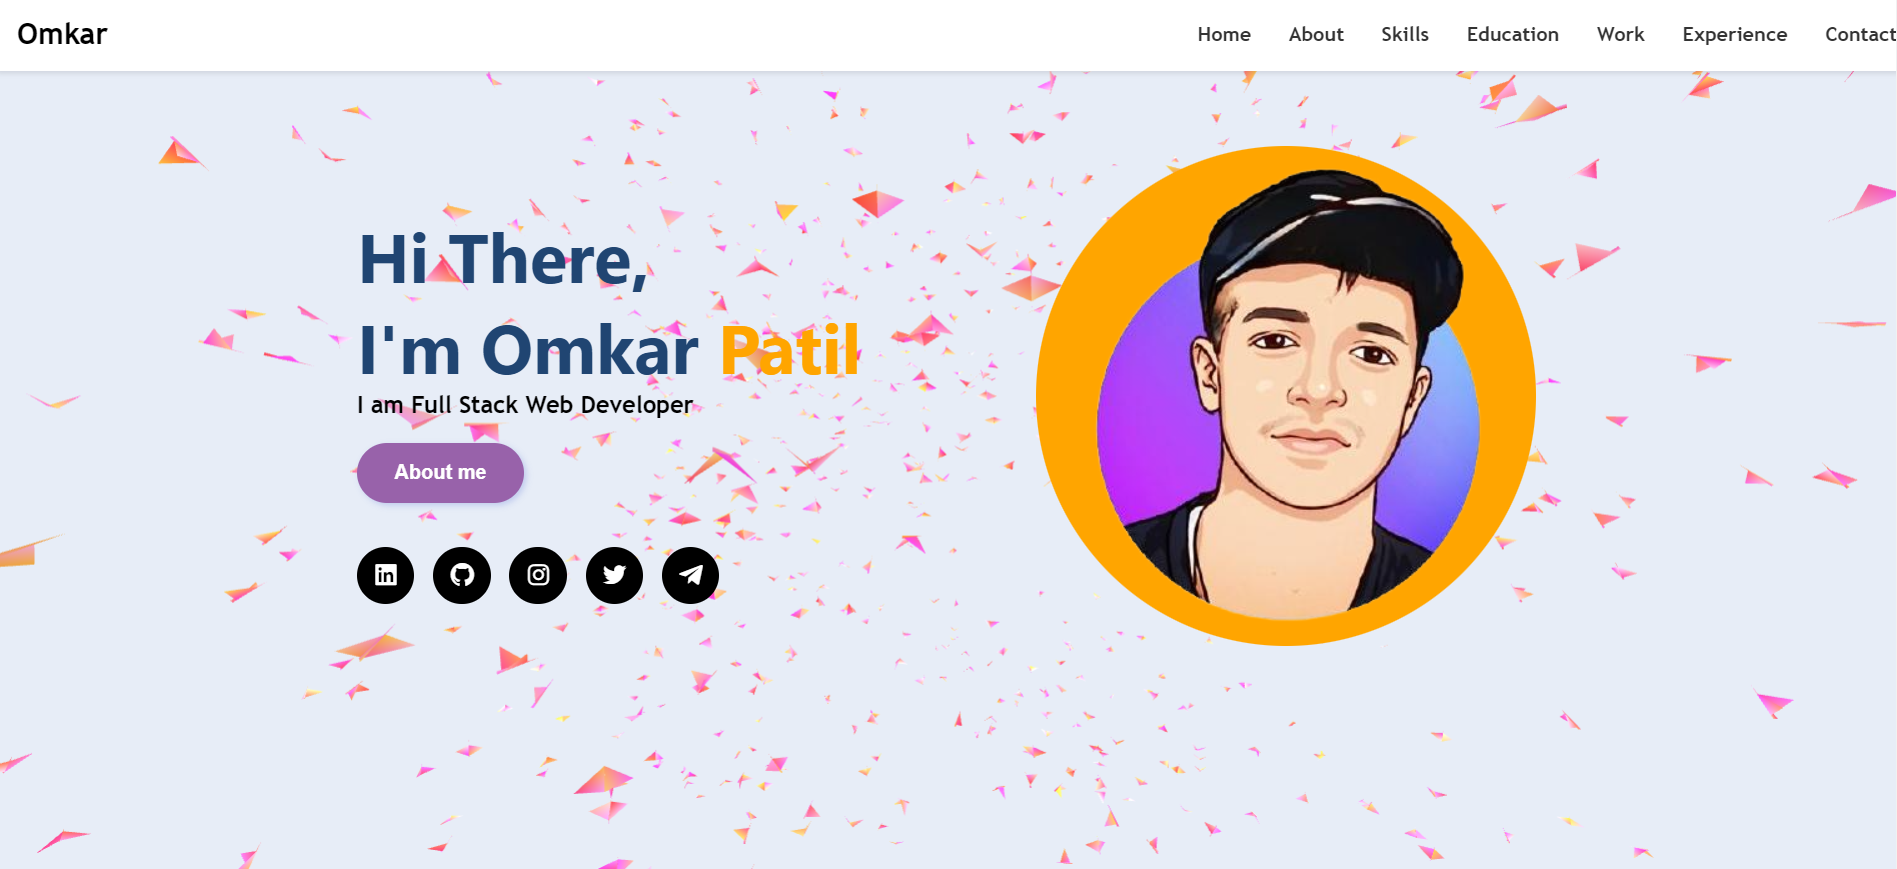 Omkar
Home About Skills Education Work Experience Contact
Hi There,
I'm Omkar Patil
I am Full Stack Web Developer
About me